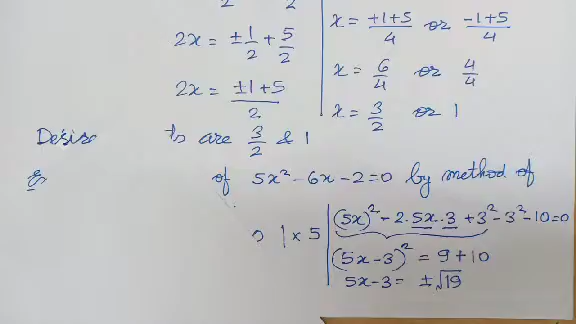 2x = ±1/2 + 5/2
2x = (±1+5)/2
x = (+1+5)/4 or (-1+5)/4
x = 6/4 or 4/4
x = 3/2 or 1
are 3/2 & 1
of 5x² - 6x - 2 = 0 by method of
1 × 5 | (5x)² - 2·5x·3 + 3² - 3² - 10 = 0
(5x-3)² = 9 + 10
5x-3 = ±√19